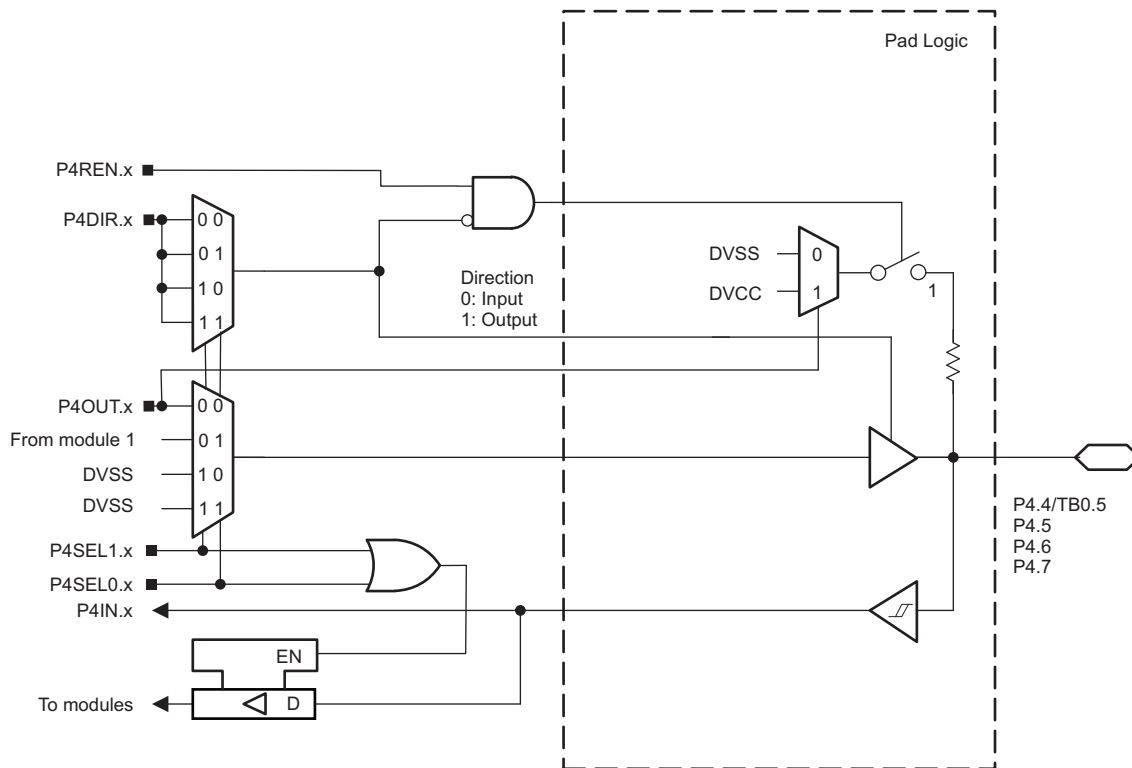 Pad Logic
P4REN.x
P4DIR.x
0 0
0 1
1 0
1 1
Direction
0: Input
1: Output
DVSS
0
DVCC
1
1
P4OUT.x
0 0
From module 1
0 1
DVSS
1 0
DVSS
1 1
P4.4/TB0.5
P4.5
P4.6
P4.7
P4SEL1.x
P4SEL0.x
P4IN.x
EN
To modules
D